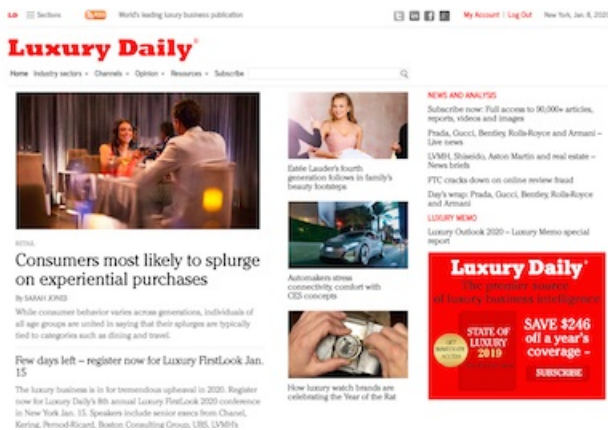 LD Sections RSS World's leading luxury business publication
My Account | Log Out New York, Jan. 8, 2020
Luxury Daily®
Home Industry sectors Channels Opinion Resources Subscribe
RETAIL
Consumers most likely to splurge
on experiential purchases
By SARAH JONES
While consumer behavior varies across generations, individuals of
all age groups are united in saying that their splurges are typically
tied to categories such as dining and travel.
Few days left – register now for Luxury FirstLook Jan.
15
The luxury business is in for tremendous upheaval in 2020. Register
now for Luxury Daily's 8th annual Luxury FirstLook 2020 conference
in New York Jan. 15. Speakers include senior execs from Chanel,
Kering, Pernod-Ricard, Boston Consulting Group, UBS, LVMH's
Estée Lauder's fourth
generation follows in family's
beauty footsteps
Automakers stress
connectivity, comfort with
CES concepts
How luxury watch brands are
celebrating the Year of the Rat
NEWS AND ANALYSIS
Subscribe now: Full access to 90,000+ articles,
reports, videos and images
Prada, Gucci, Bentley, Rolls-Royce and Armani –
Live news
LVMH, Shiseido, Aston Martin and real estate –
News briefs
FTC cracks down on online review fraud
Day's wrap: Prada, Gucci, Bentley, Rolls-Royce
and Armani
LUXURY MEMO
Luxury Outlook 2020 – Luxury Memo special
report
Luxury Daily®
The premier source
of luxury business intelligence
GET
IMMEDIATE
ACCESS
STATE OF
LUXURY
2019
SAVE $246
off a year's
coverage –
SUBSCRIBE